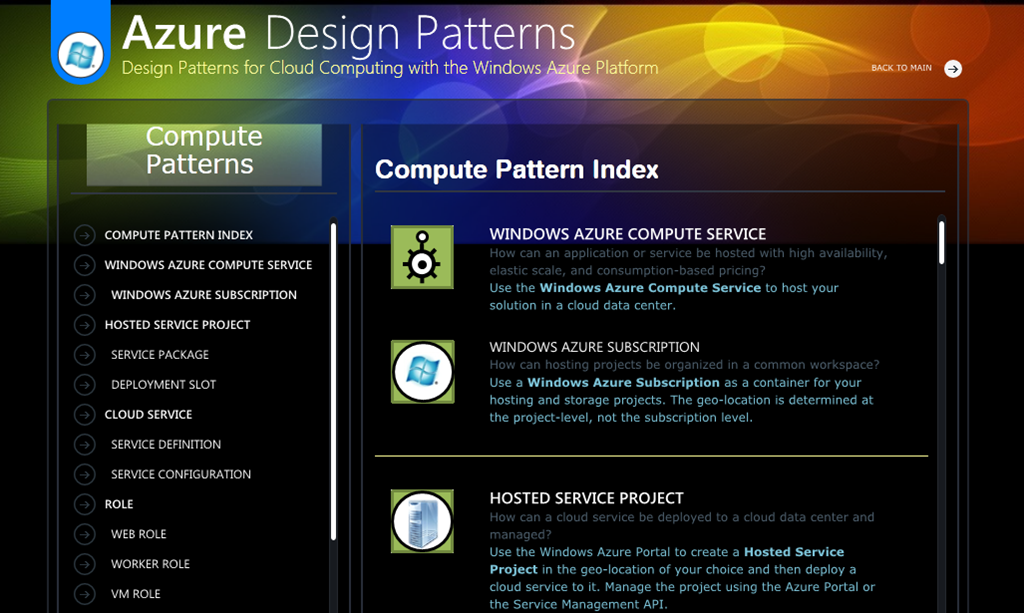 Azure Design Patterns
Design Patterns for Cloud Computing with the Windows Azure Platform
BACK TO MAIN
Compute
Patterns
COMPUTE PATTERN INDEX
WINDOWS AZURE COMPUTE SERVICE
WINDOWS AZURE SUBSCRIPTION
HOSTED SERVICE PROJECT
SERVICE PACKAGE
DEPLOYMENT SLOT
CLOUD SERVICE
SERVICE DEFINITION
SERVICE CONFIGURATION
ROLE
WEB ROLE
WORKER ROLE
VM ROLE
Compute Pattern Index
WINDOWS AZURE COMPUTE SERVICE
How can an application or service be hosted with high availability,
elastic scale, and consumption-based pricing?
Use the Windows Azure Compute Service to host your
solution in a cloud data center.
WINDOWS AZURE SUBSCRIPTION
How can hosting projects be organized in a common workspace?
Use a Windows Azure Subscription as a container for your
hosting and storage projects. The geo-location is determined at
the project-level, not the subscription level.
HOSTED SERVICE PROJECT
How can a cloud service be deployed to a cloud data center and
managed?
Use the Windows Azure Portal to create a Hosted Service
Project in the geo-location of your choice and then deploy a
cloud service to it. Manage the project using the Azure Portal or
the Service Management API.